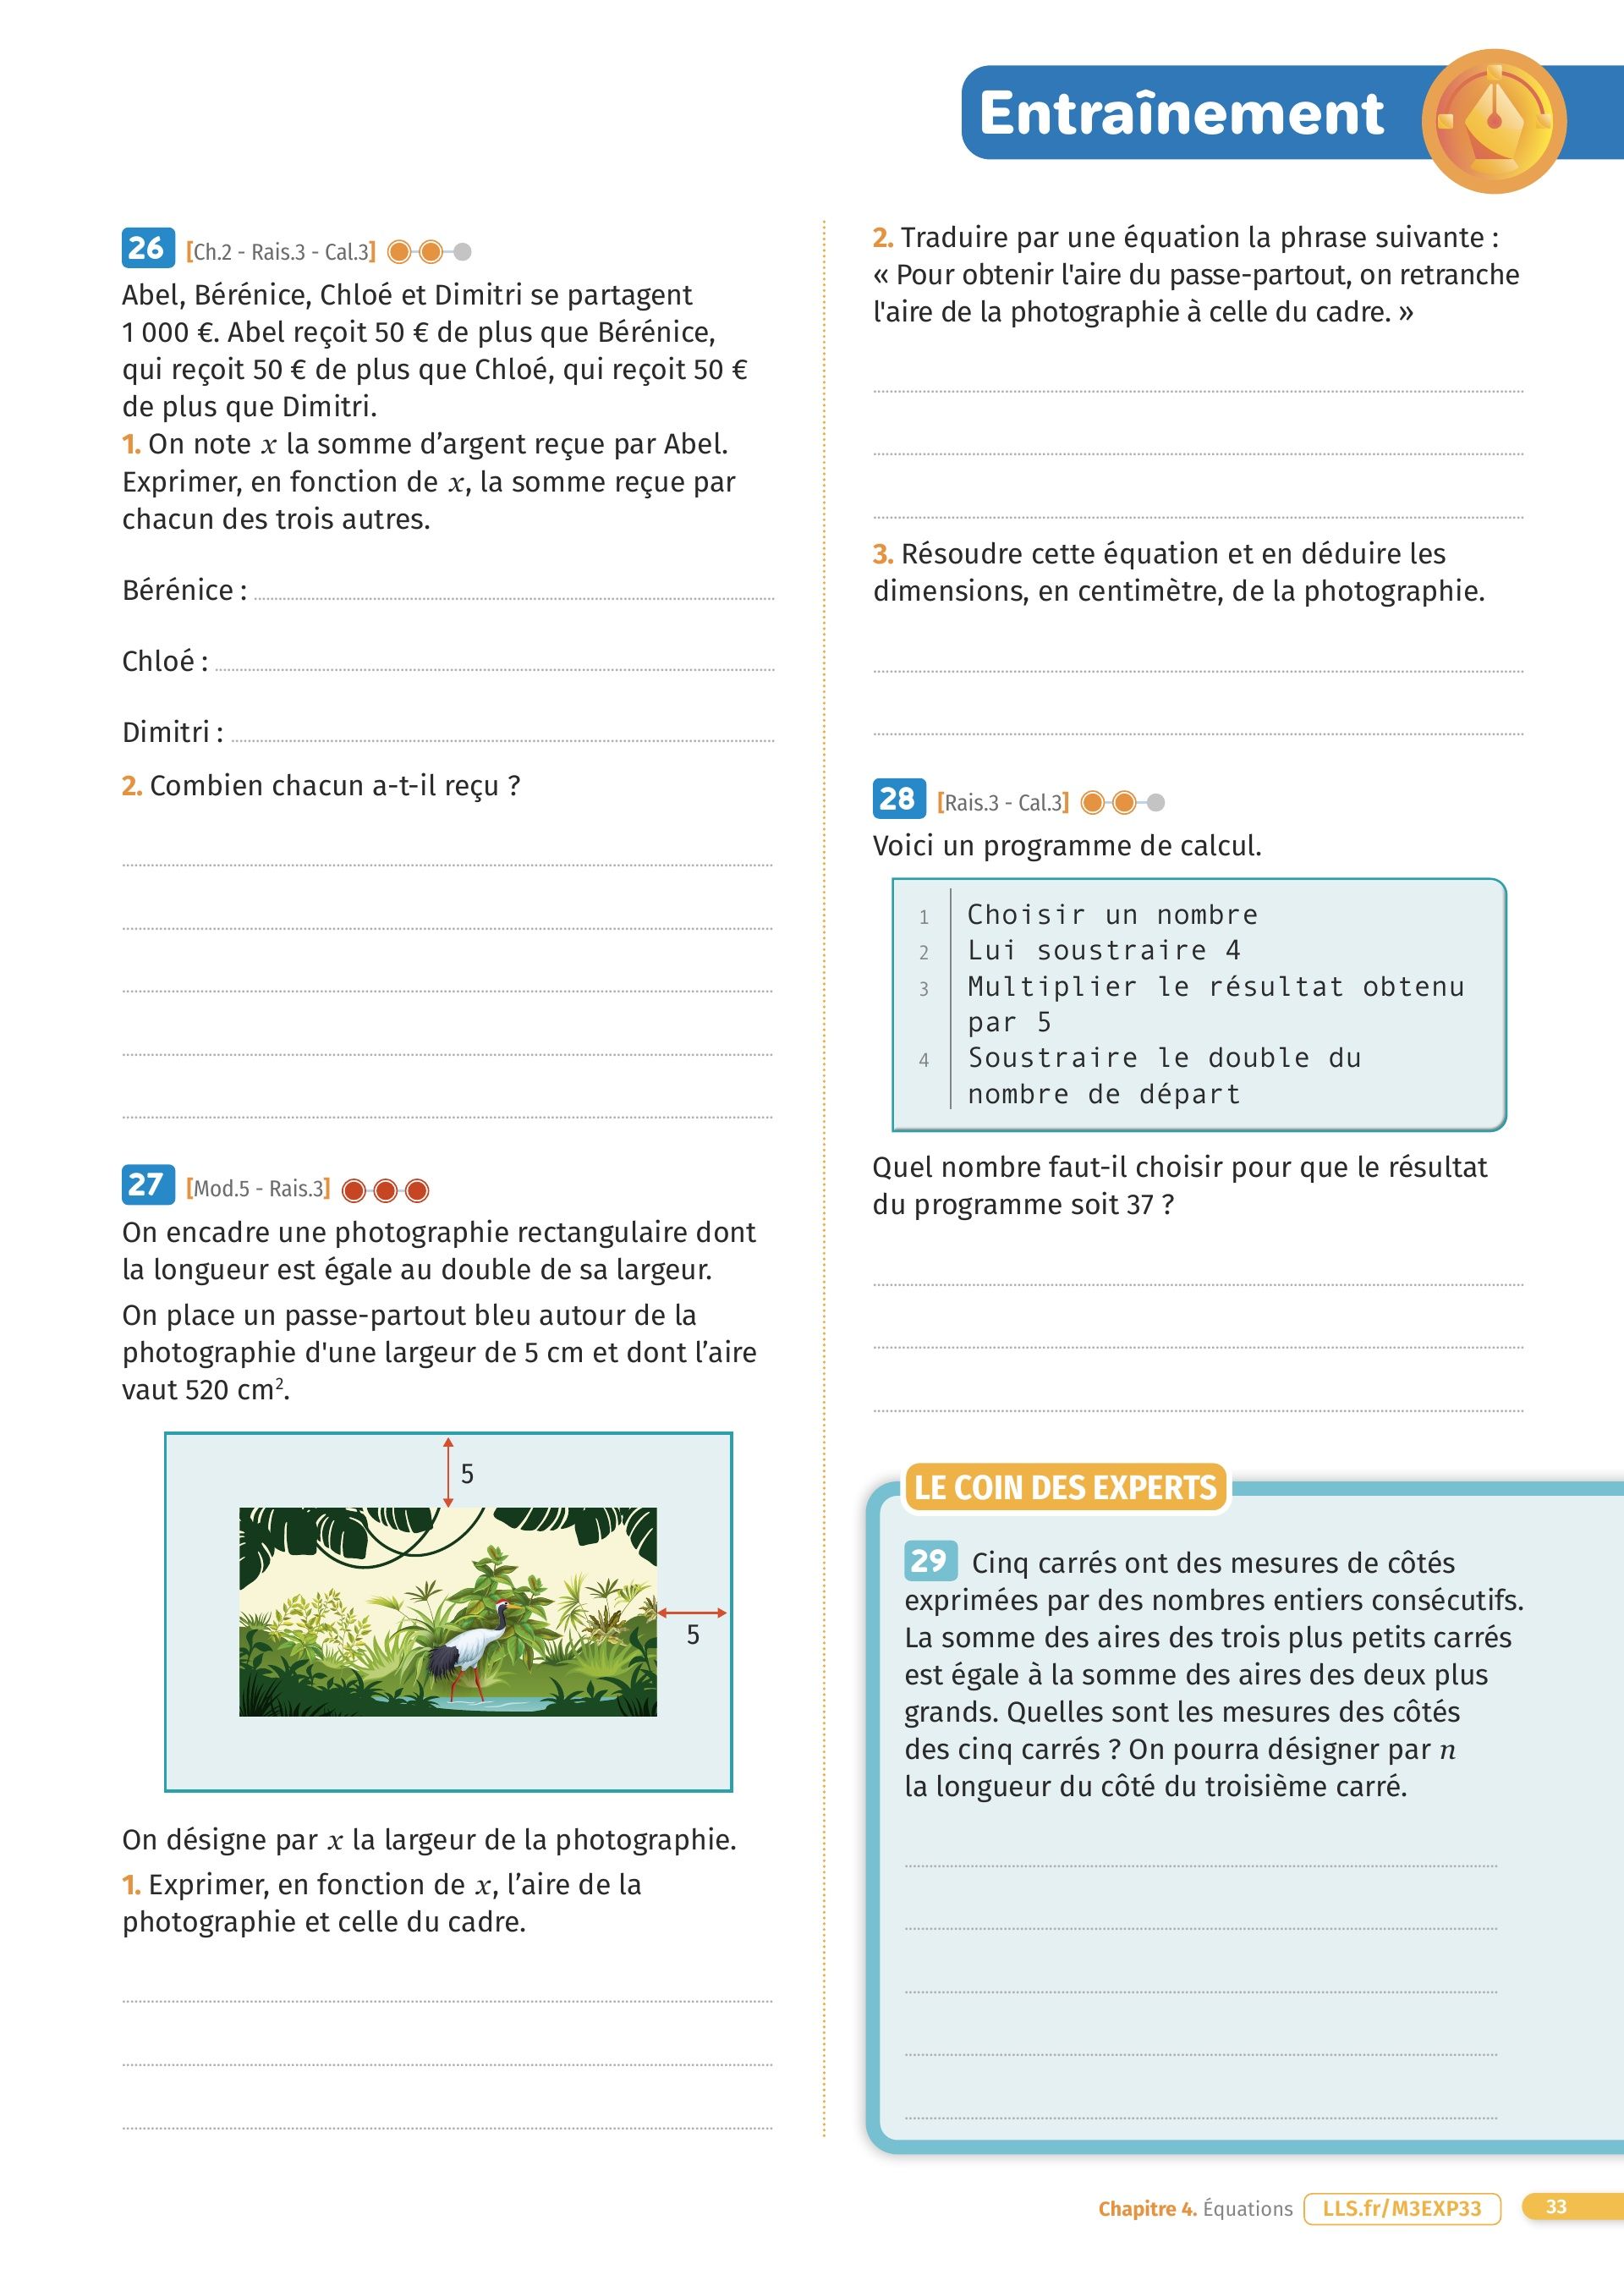 Entraînement
26 [Ch.2 - Rais.3 - Cal.3]
Abel, Bérénice, Chloé et Dimitri se partagent
1 000 €. Abel reçoit 50 € de plus que Bérénice,
qui reçoit 50 € de plus que Chloé, qui reçoit 50 €
de plus que Dimitri.
1. On note x la somme d’argent reçue par Abel.
Exprimer, en fonction de x, la somme reçue par
chacun des trois autres.
Bérénice :
Chloé :
Dimitri :
2. Combien chacun a-t-il reçu ?
27 [Mod.5 - Rais.3]
On encadre une photographie rectangulaire dont
la longueur est égale au double de sa largeur.
On place un passe-partout bleu autour de la
photographie d'une largeur de 5 cm et dont l’aire
vaut 520 cm².
5
5
On désigne par x la largeur de la photographie.
1. Exprimer, en fonction de x, l’aire de la
photographie et celle du cadre.
2. Traduire par une équation la phrase suivante :
« Pour obtenir l'aire du passe-partout, on retranche
l'aire de la photographie à celle du cadre. »
3. Résoudre cette équation et en déduire les
dimensions, en centimètre, de la photographie.
28 [Rais.3 - Cal.3]
Voici un programme de calcul.
1 Choisir un nombre
2 Lui soustraire 4
3 Multiplier le résultat obtenu
par 5
4 Soustraire le double du
nombre de départ
Quel nombre faut-il choisir pour que le résultat
du programme soit 37 ?
LE COIN DES EXPERTS
29 Cinq carrés ont des mesures de côtés
exprimées par des nombres entiers consécutifs.
La somme des aires des trois plus petits carrés
est égale à la somme des aires des deux plus
grands. Quelles sont les mesures des côtés
des cinq carrés ? On pourra désigner par n
la longueur du côté du troisième carré.
Chapitre 4. Équations LLS.fr/M3EXP33 33